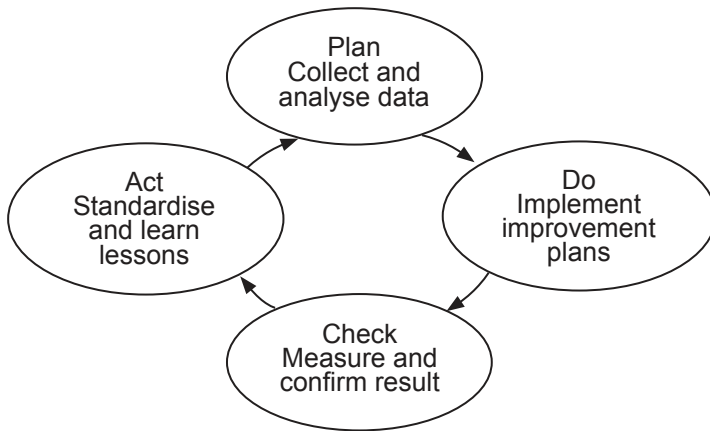 Plan
Collect and
analyse data
Do
Implement
improvement
plans
Check
Measure and
confirm result
Act
Standardise
and learn
lessons